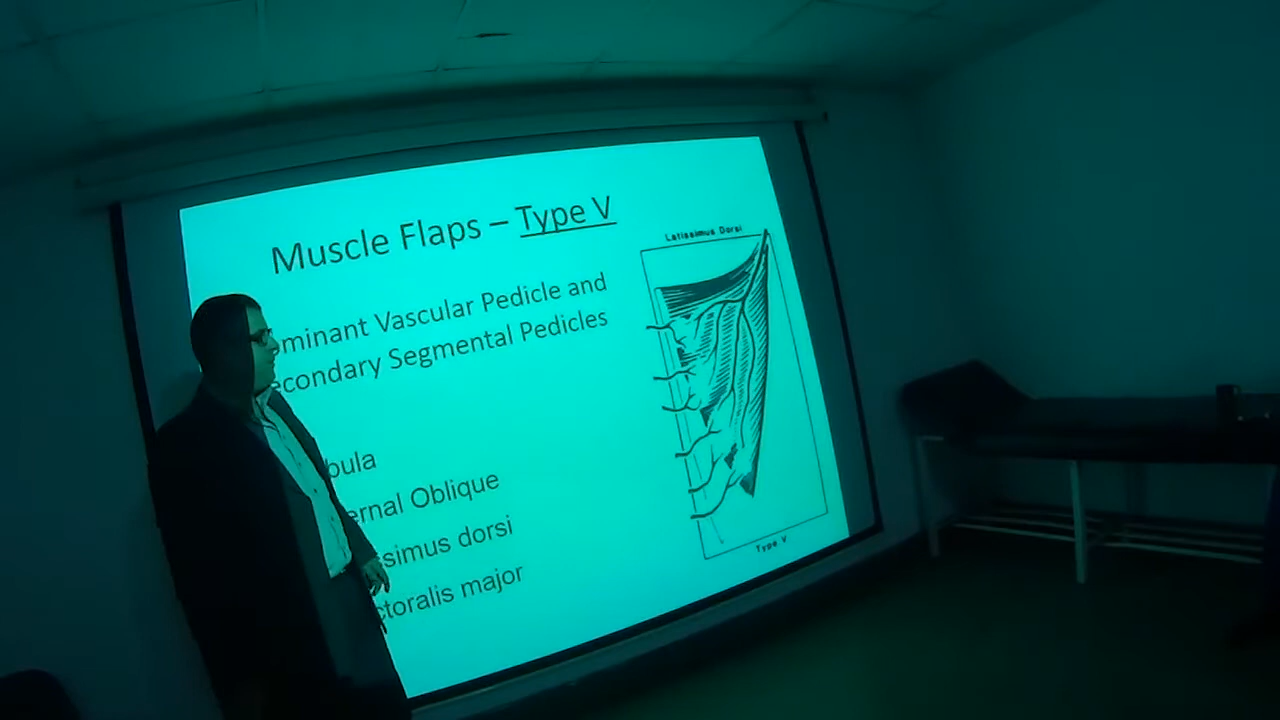 Muscle Flaps – Type V
minant Vascular Pedicle and
econdary Segmental Pedicles
bula
ernal Oblique
ssimus dorsi
ctoralis major
Latissimus Dorsi
Type V